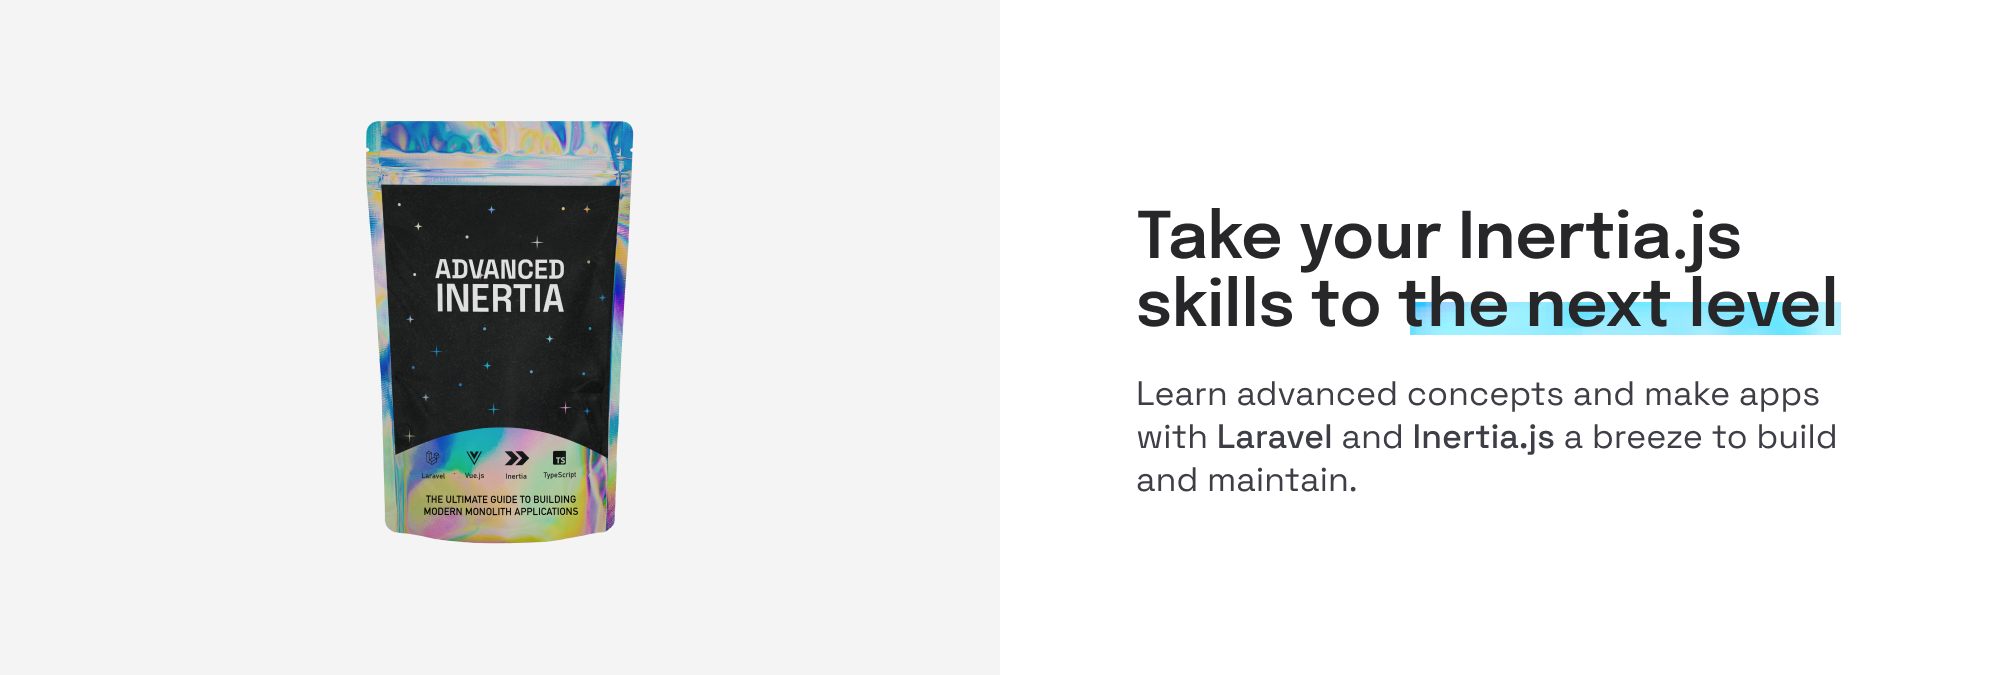 ADVANCED
INERTIA
Laravel Vue.js Inertia TypeScript
THE ULTIMATE GUIDE TO BUILDING
MODERN MONOLITH APPLICATIONS
Take your Inertia.js
skills to the next level
Learn advanced concepts and make apps
with Laravel and Inertia.js a breeze to build
and maintain.